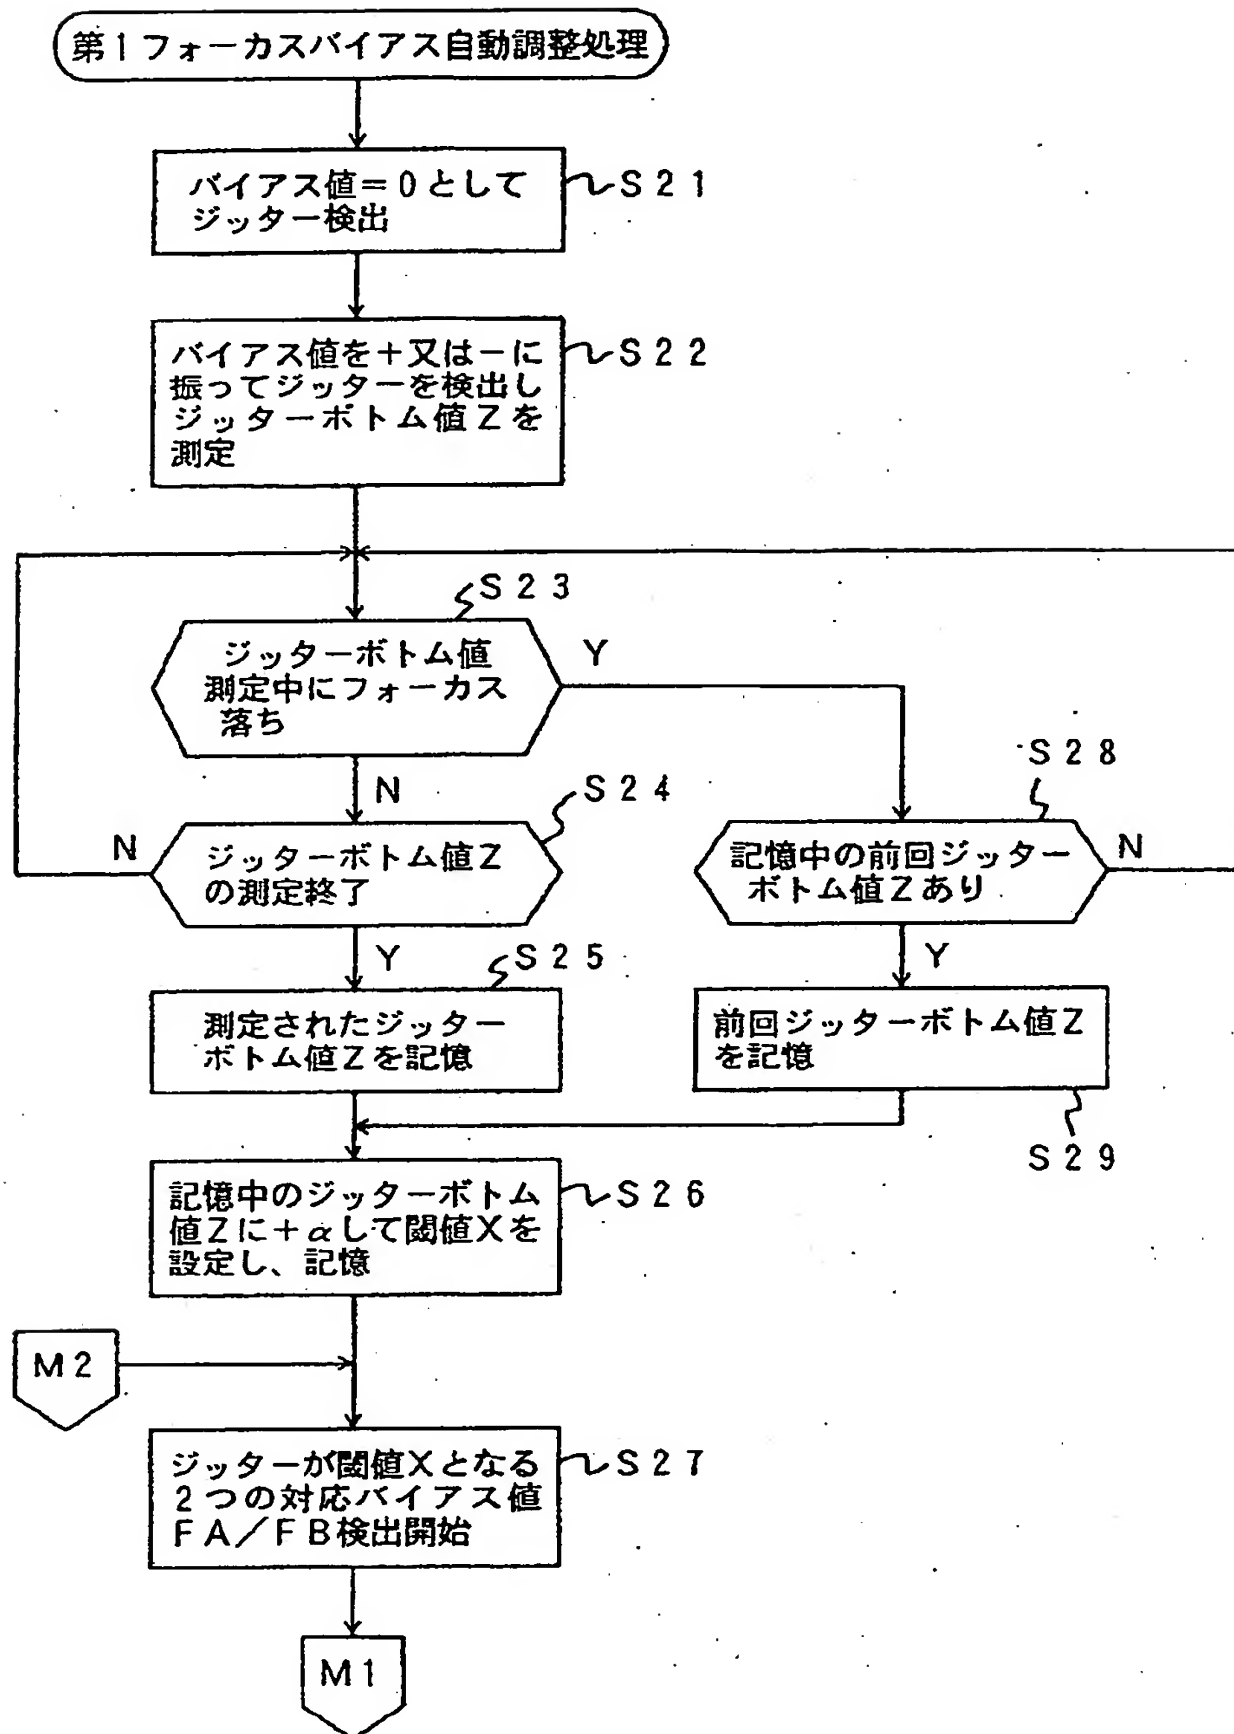 第1フォーカスバイアス自動調整処理
バイアス値=0として
ジッター検出
S21
バイアス値を+又は-に
振ってジッターを検出し
ジッターボトム値Zを
測定
S22
S23
ジッターボトム値
測定中にフォーカス
落ち
Y
N
S24
ジッターボトム値Z
の測定終了
N
Y
S28
記憶中の前回ジッター
ボトム値Zあり
N
Y
S25
測定されたジッター
ボトム値Zを記憶
前回ジッターボトム値Z
を記憶
S29
記憶中のジッターボトム
値Zに+αして閾値Xを
設定し、記憶
S26
M2
ジッターが閾値Xとなる
2つの対応バイアス値
FA/FB検出開始
S27
M1